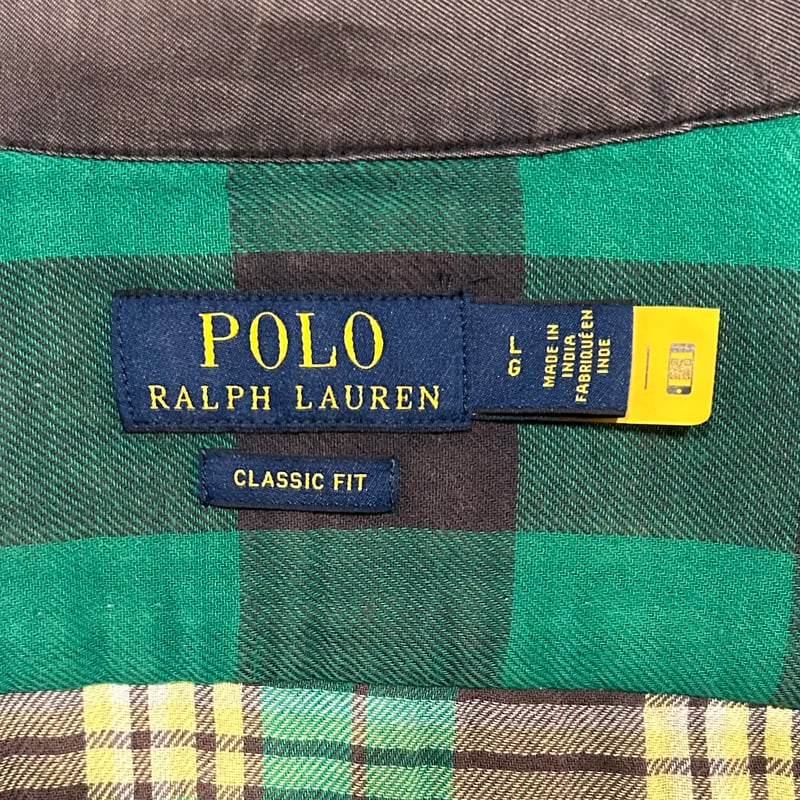 POLO
RALPH LAUREN
L
G
MADE IN
INDIA
FABRIQUÉ EN
INDE
CLASSIC FIT